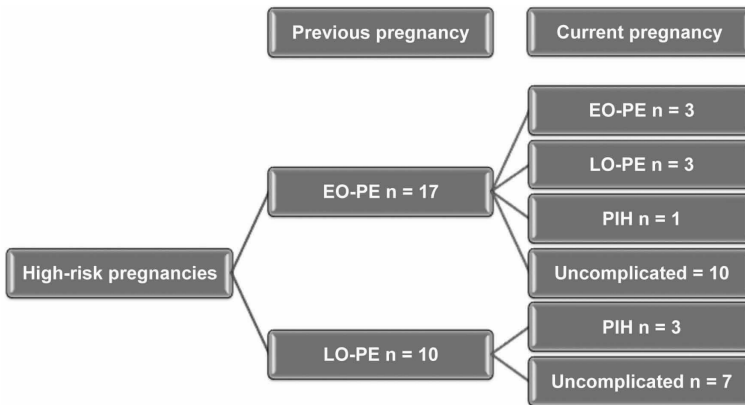 Previous pregnancy
Current pregnancy
EO-PE n = 3
LO-PE n = 3
EO-PE n = 17
PIH n = 1
High-risk pregnancies
Uncomplicated = 10
PIH n = 3
LO-PE n = 10
Uncomplicated n = 7